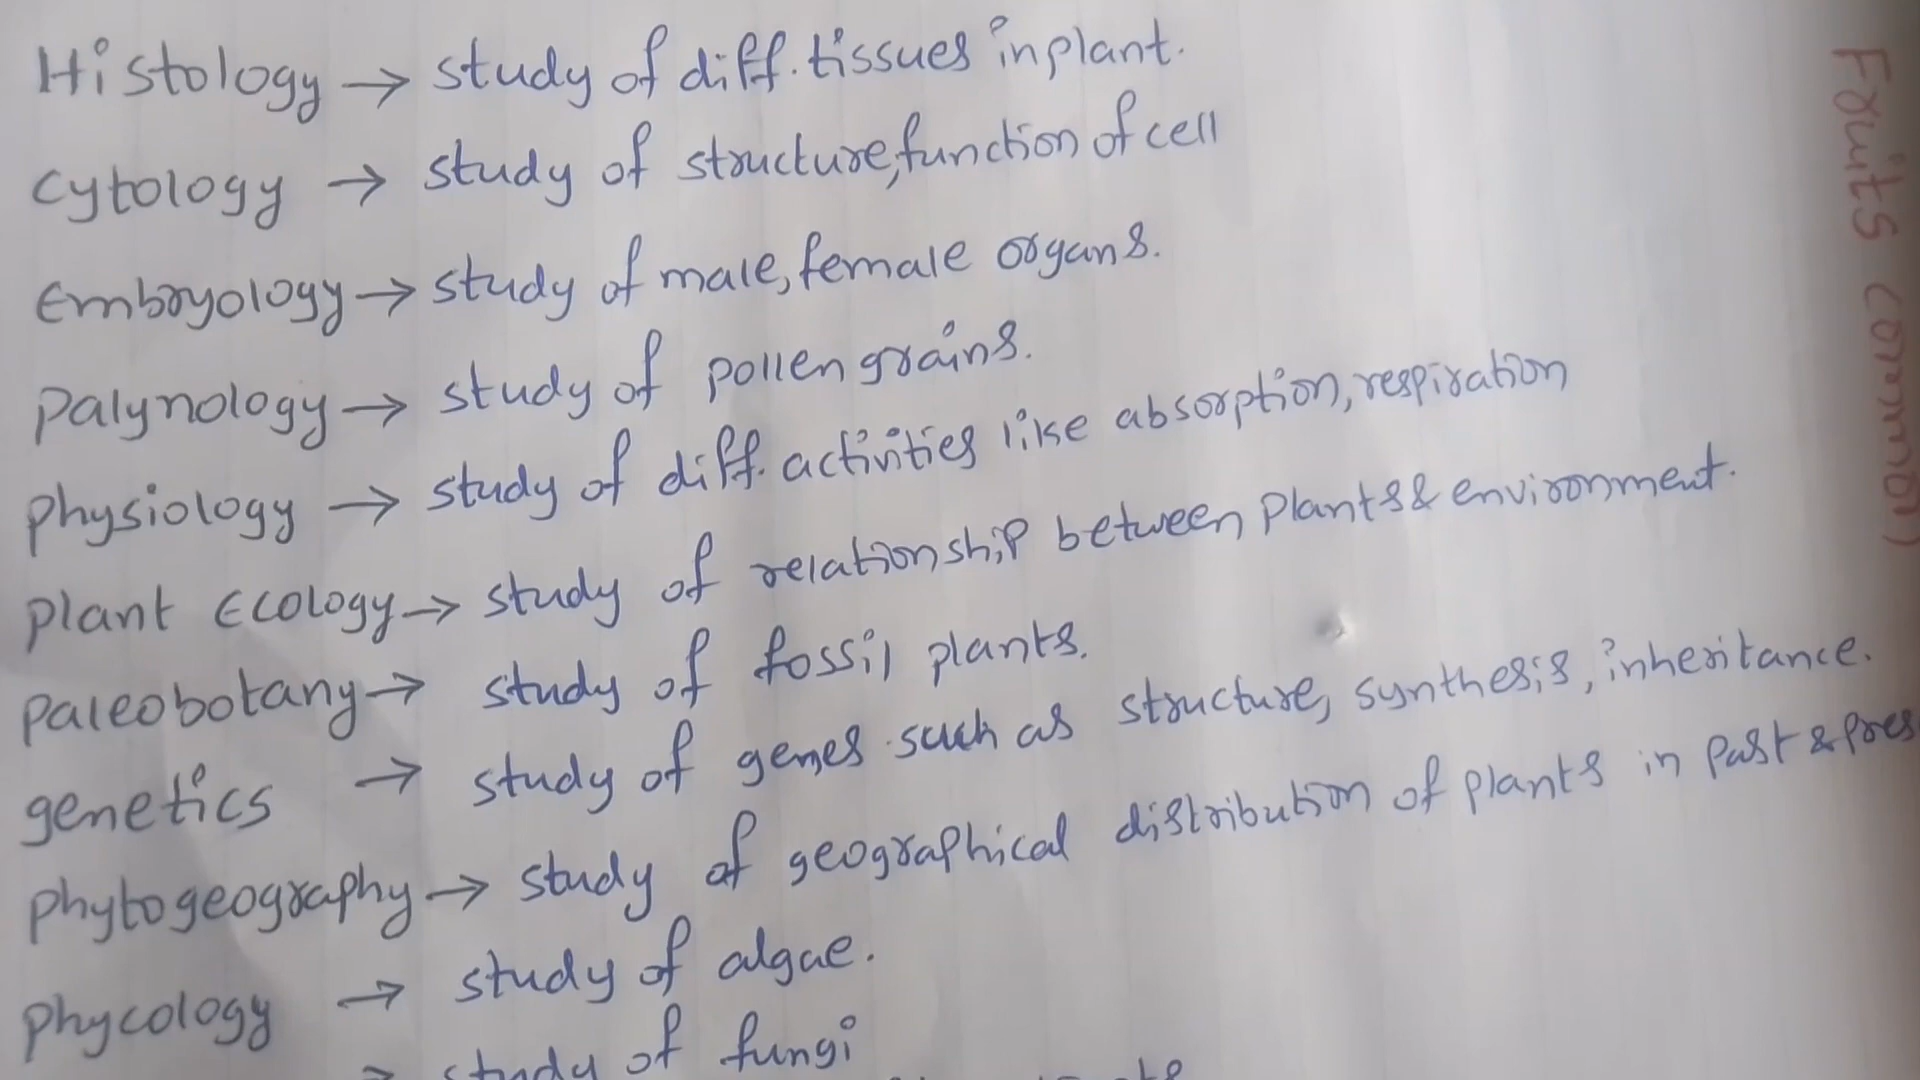 Histology → study of diff. tissues in plant.
Cytology → study of structure, function of cell
Embryology → study of male, female organs.
Palynology → study of pollen grains.
Physiology → study of diff. activities like absorption, respiration
Plant Ecology → study of relationship between Plants & environment.
Paleobotany → study of fossil plants.
genetics → study of genes such as structure, synthesis, inheritance.
Phytogeography → study of geographical distribution of plants in past & pres
Phycology → study of algae.
→ study of fungi
Fruits